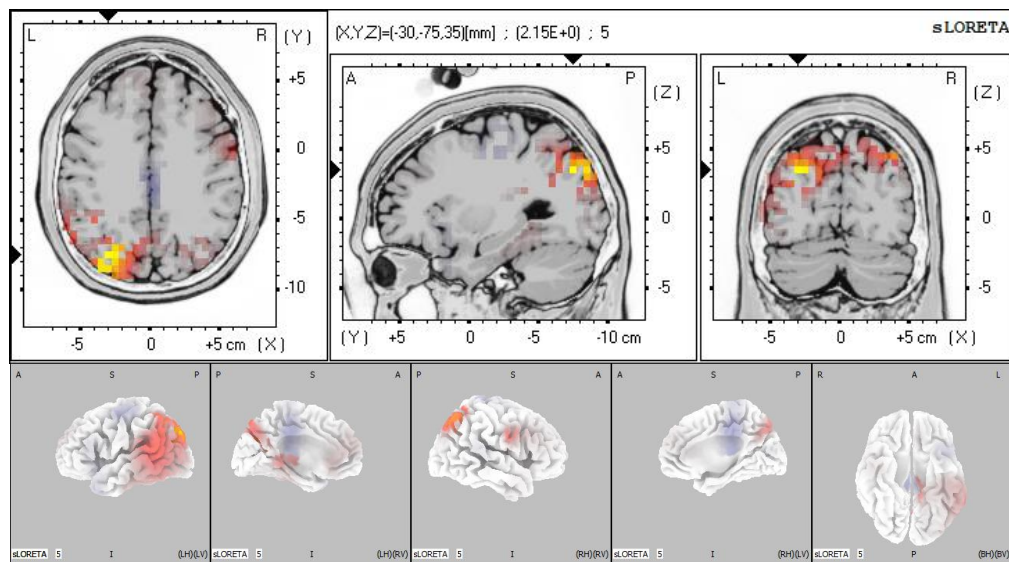 (X,Y,Z)=(-30,-75,35)[mm] ; (2.15E+0) ; 5
sLORETA
L R (Y)
+5
0
-5
-10
-5 0 +5 cm (X)
A P (Z)
+5
0
-5
(Y) +5 0 -5 -10 cm
L R (Z)
+5
0
-5
-5 0 +5 cm (X)
A S P
sLORETA 5 I (LH)(LV)
P S A
sLORETA 5 I (LH)(RV)
P S A
sLORETA 5 I (RH)(RV)
A S P
sLORETA 5 I (RH)(LV)
R A L
sLORETA 5 P (BH)(BV)